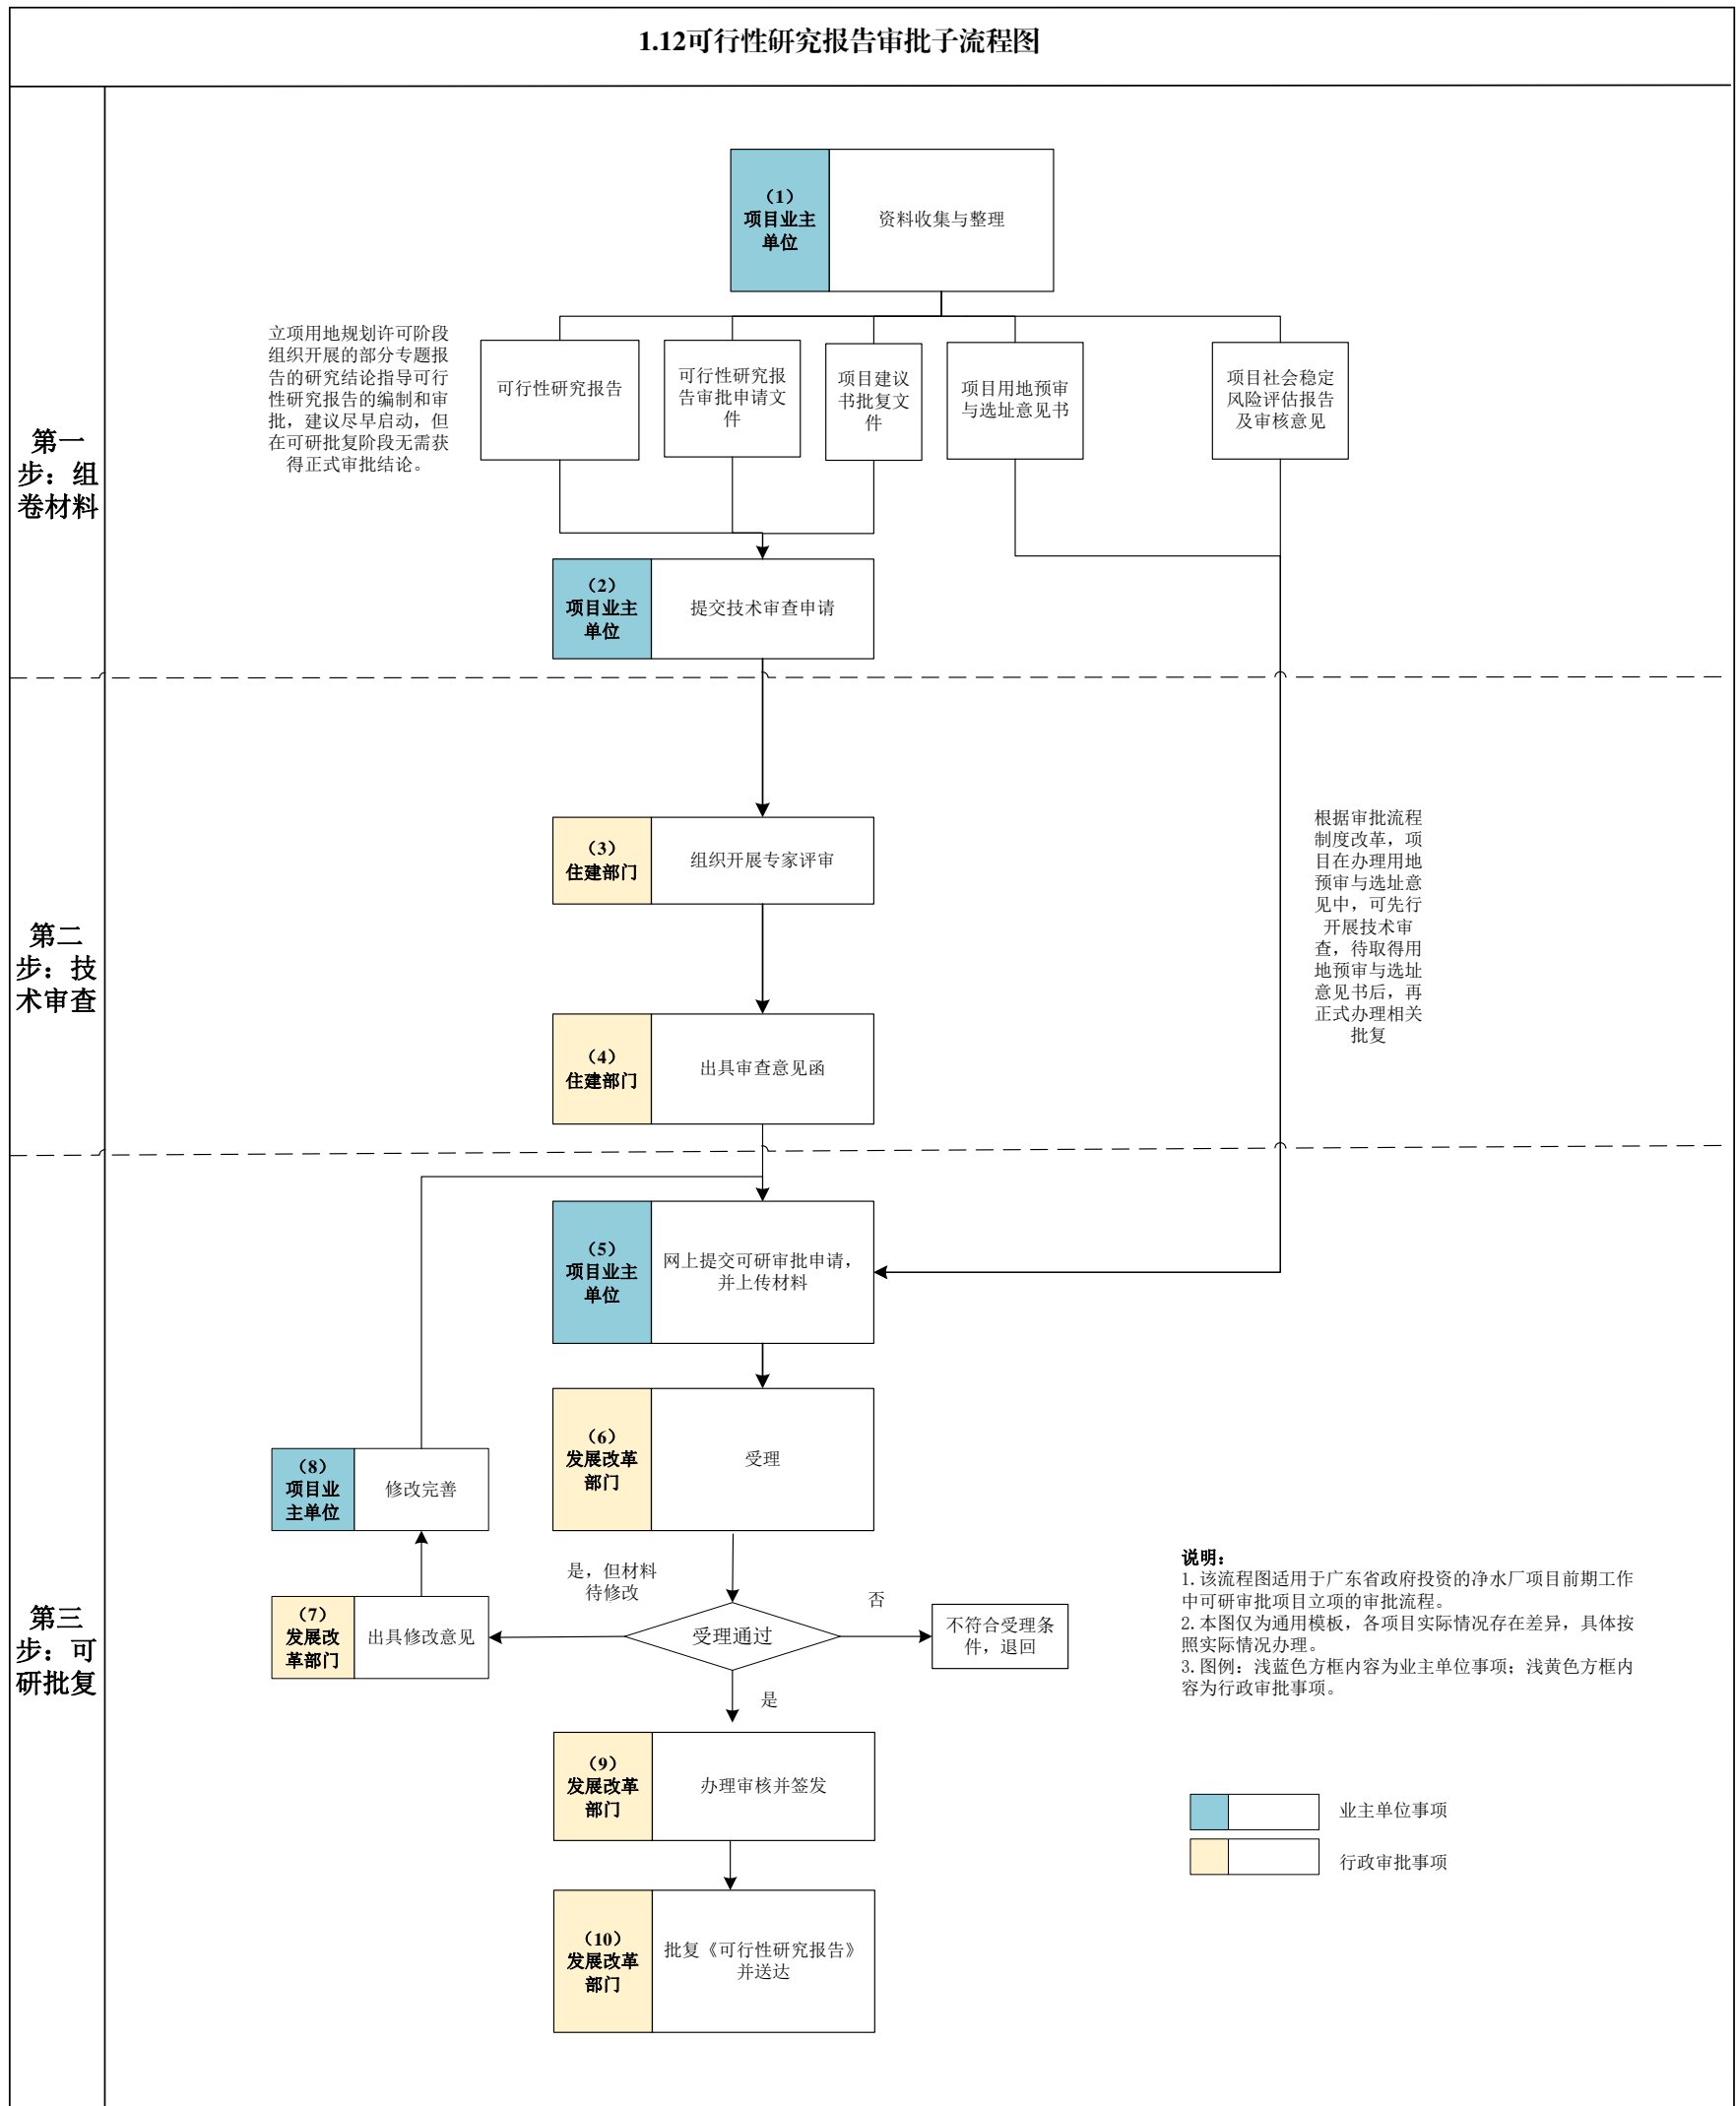 1.12可行性研究报告审批子流程图
第一
步：组
卷材料
（1）
项目业主
单位
资料收集与整理
立项用地规划许可阶段
组织开展的部分专题报
告的研究结论指导可行
性研究报告的编制和审
批，建议尽早启动，但
在可研批复阶段无需获
得正式审批结论。
可行性研究报告
可行性研究报
告审批申请文
件
项目建议
书批复文
件
项目用地预审
与选址意见书
项目社会稳定
风险评估报告
及审核意见
（2）
项目业主
单位
提交技术审查申请
第二
步：技
术审查
（3）
住建部门
组织开展专家评审
（4）
住建部门
出具审查意见函
根据审批流程
制度改革，项
目在办理用地
预审与选址意
见中，可先行
开展技术审
查，待取得用
地预审与选址
意见书后，再
正式办理相关
批复
第三
步：可
研批复
（5）
项目业主
单位
网上提交可研审批申请，
并上传材料
（6）
发展改革
部门
受理
（8）
项目业
主单位
修改完善
是，但材料
待修改
（7）
发展改
革部门
出具修改意见
受理通过
否
不符合受理条
件，退回
是
（9）
发展改革
部门
办理审核并签发
（10）
发展改革
部门
批复《可行性研究报告》
并送达
说明：
1.该流程图适用于广东省政府投资的净水厂项目前期工作
中可研审批项目立项的审批流程。
2.本图仅为通用模板，各项目实际情况存在差异，具体按
照实际情况办理。
3.图例：浅蓝色方框内容为业主单位事项；浅黄色方框内
容为行政审批事项。
业主单位事项
行政审批事项